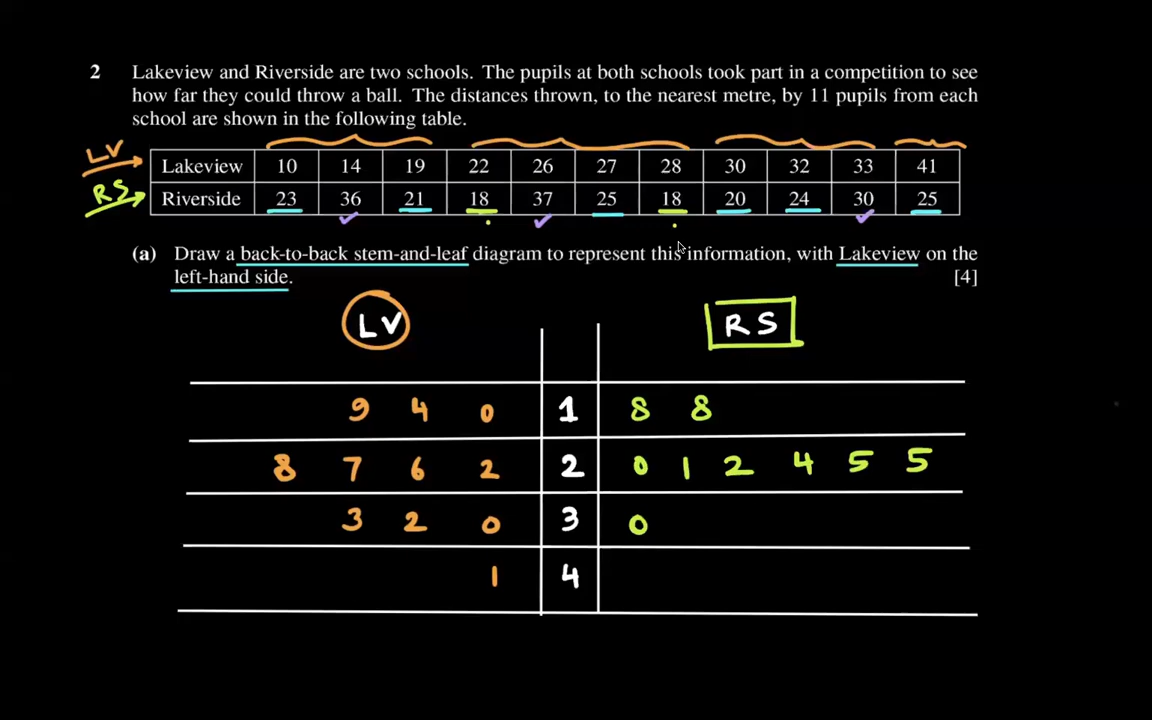 2 Lakeview and Riverside are two schools. The pupils at both schools took part in a competition to see
how far they could throw a ball. The distances thrown, to the nearest metre, by 11 pupils from each
school are shown in the following table.
LV Lakeview 10 14 19 22 26 27 28 30 32 33 41
RS Riverside 23 36 21 18 37 25 18 20 24 30 25
(a) Draw a back-to-back stem-and-leaf diagram to represent this information, with Lakeview on the
left-hand side. [4]
LV RS
9 4 0 1 8 8
8 7 6 2 2 0 1 2 4 5 5
3 2 0 3 0
1 4